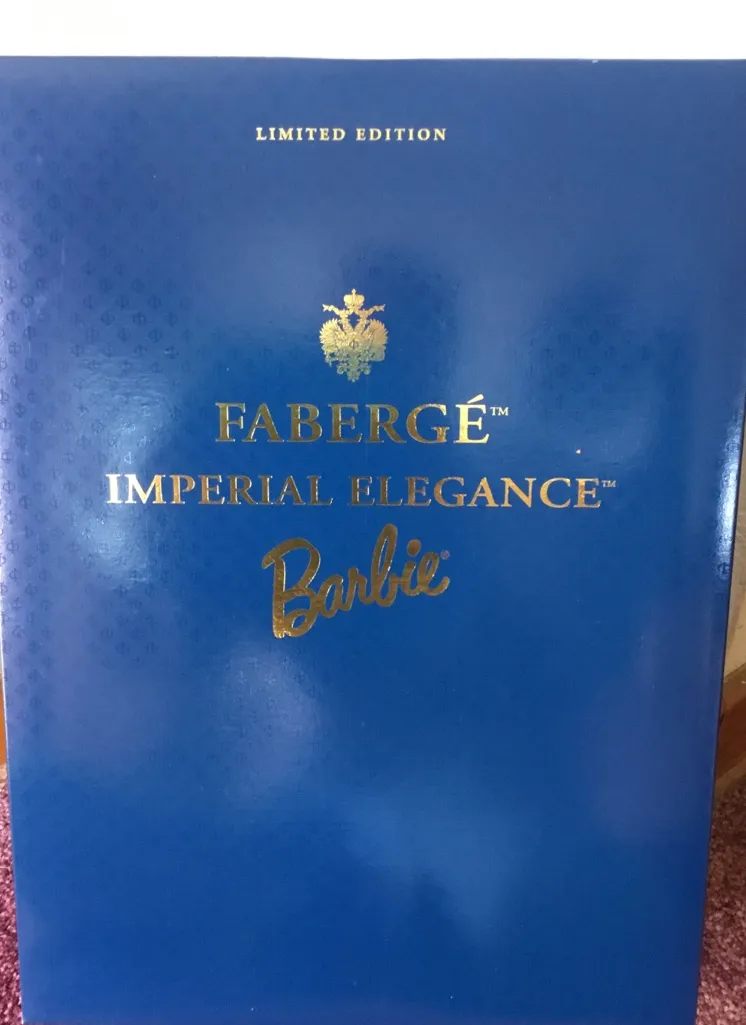 LIMITED EDITION
FABERGÉ™
IMPERIAL ELEGANCE™
Barbie®